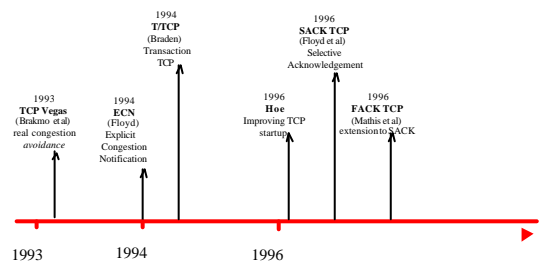 1993
TCP Vegas
(Brakmo et al)
real congestion
avoidance
1994
ECN
(Floyd)
Explicit
Congestion
Notification
1994
T/TCP
(Braden)
Transaction
TCP
1996
Hoe
Improving TCP
startup
1996
SACK TCP
(Floyd et al)
Selective
Acknowledgement
1996
FACK TCP
(Mathis et al)
extension to SACK
1993
1994
1996